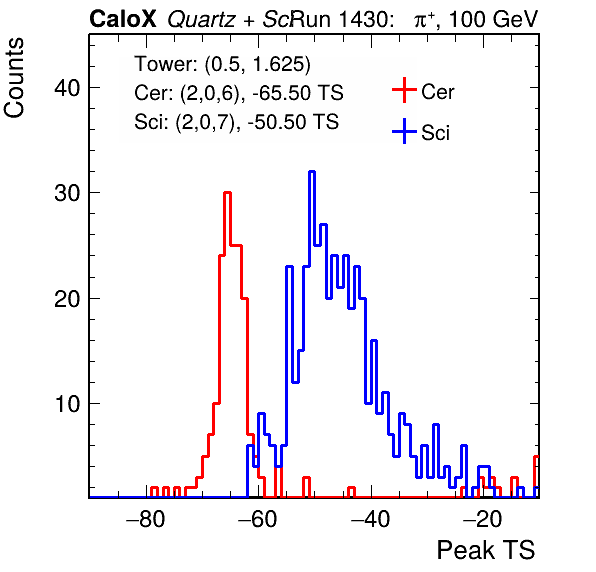 CaloX Quartz + ScRun 1430: π⁺, 100 GeV
Counts
Tower: (0.5, 1.625)
Cer: (2,0,6), -65.50 TS
Sci: (2,0,7), -50.50 TS
Cer
Sci
40
30
20
10
−80 −60 −40 −20
Peak TS